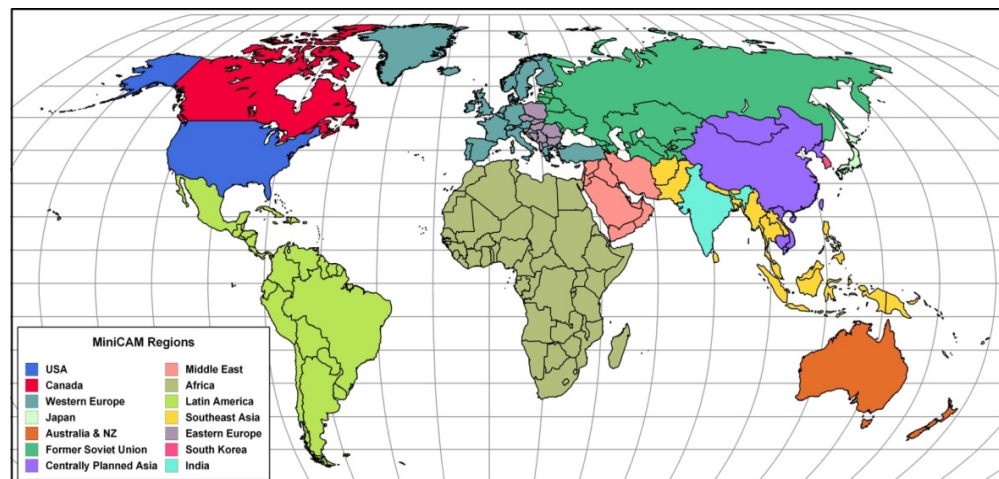 MiniCAM Regions
USA
Canada
Western Europe
Japan
Australia & NZ
Former Soviet Union
Centrally Planned Asia
Middle East
Africa
Latin America
Southeast Asia
Eastern Europe
South Korea
India